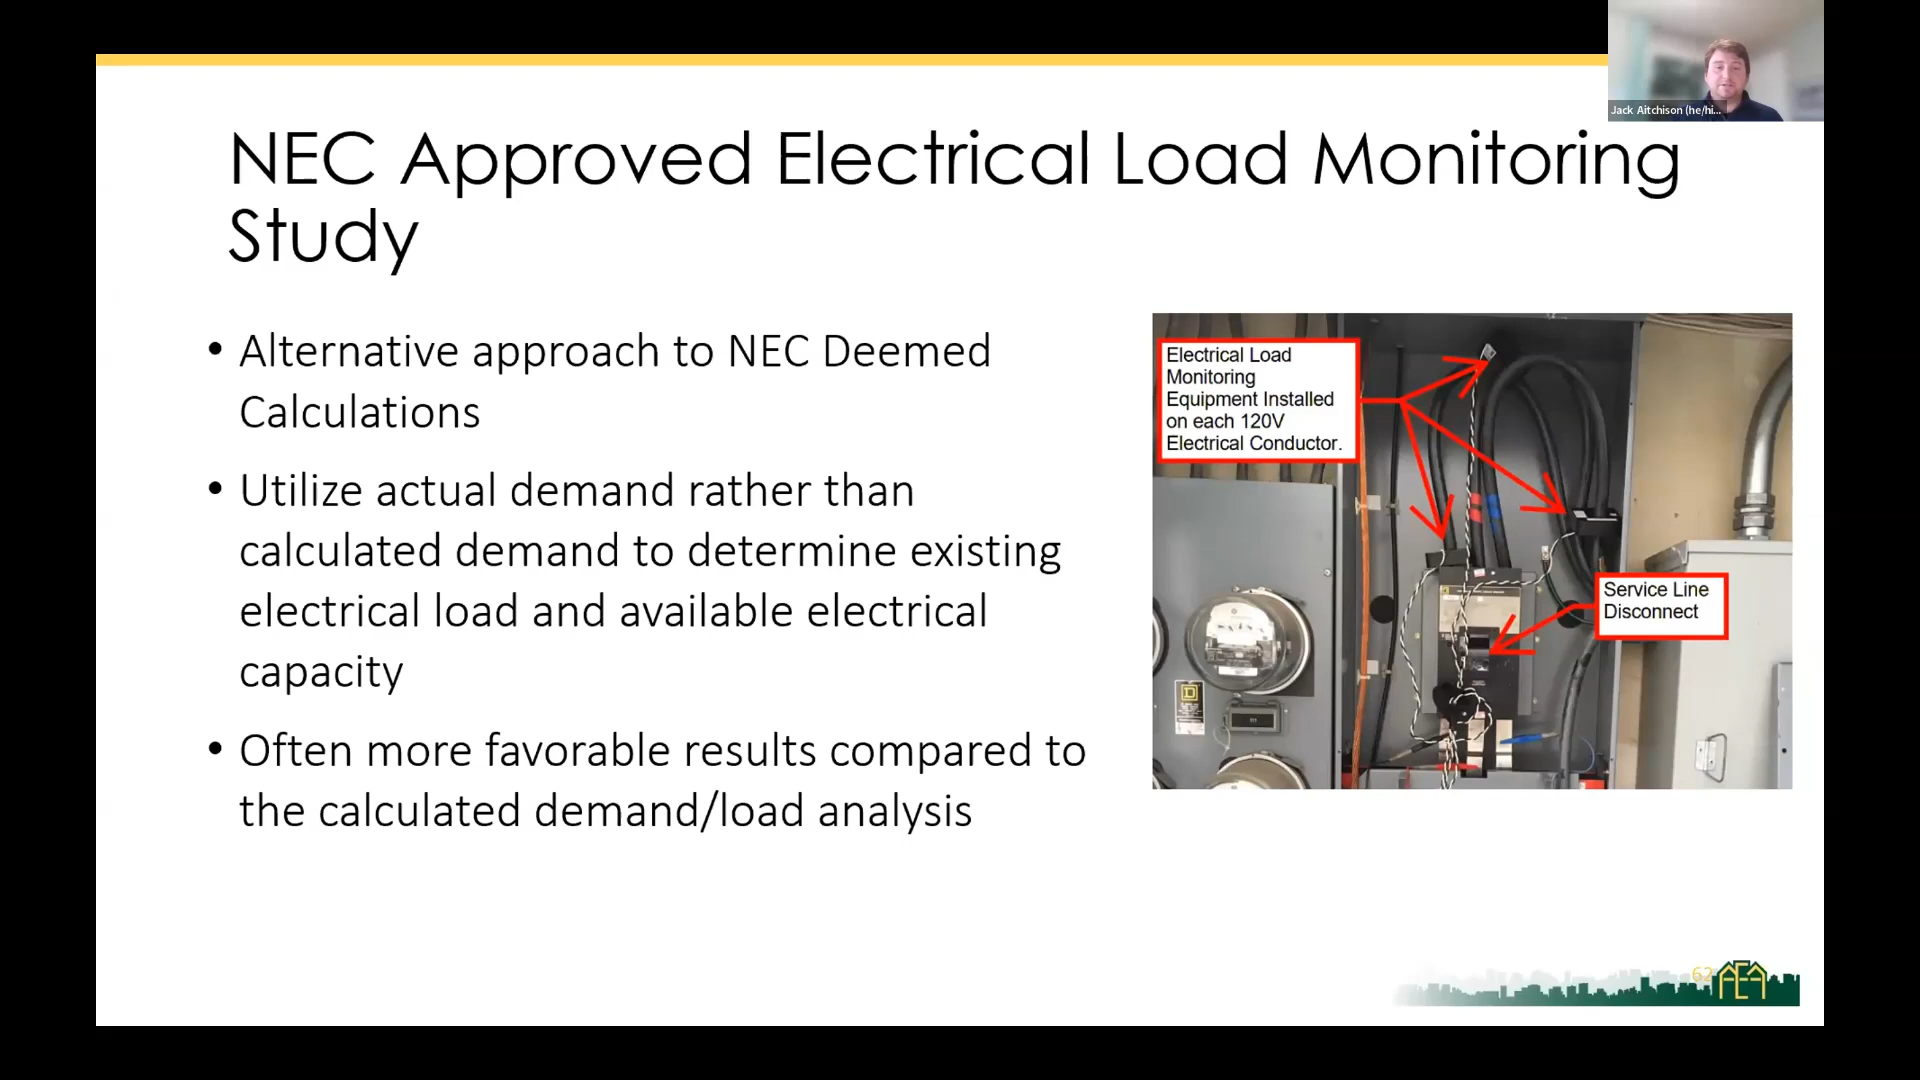 Jack Aitchison (he/hi...
NEC Approved Electrical Load Monitoring
Study
• Alternative approach to NEC Deemed
Calculations
• Utilize actual demand rather than
calculated demand to determine existing
electrical load and available electrical
capacity
• Often more favorable results compared to
the calculated demand/load analysis
Electrical Load
Monitoring
Equipment Installed
on each 120V
Electrical Conductor.
Service Line
Disconnect
62
AEA